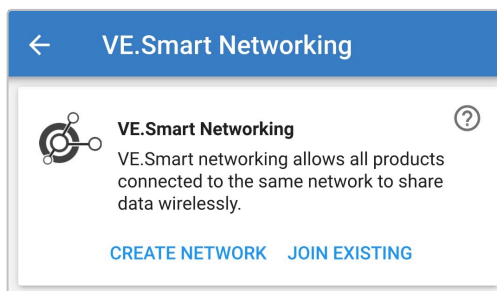 VE.Smart Networking
VE.Smart Networking
VE.Smart networking allows all products
connected to the same network to share
data wirelessly.
CREATE NETWORK JOIN EXISTING